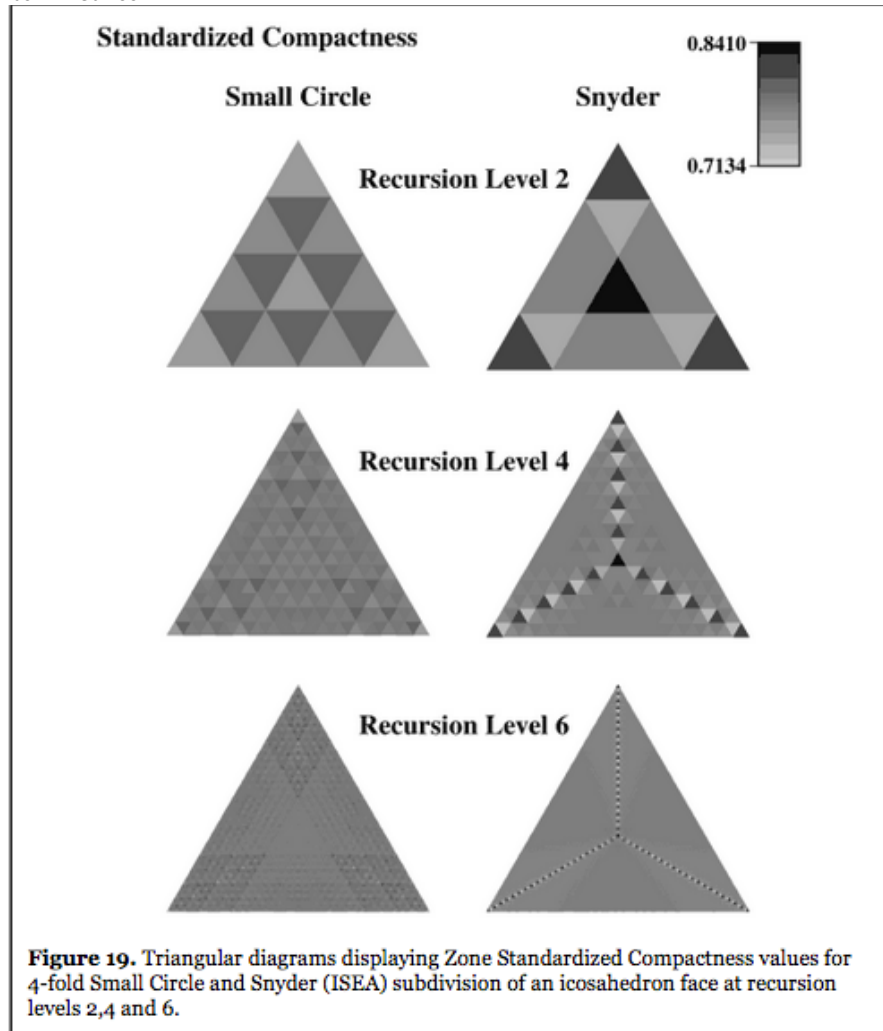 Standardized Compactness
0.8410
Small Circle
Snyder
0.7134
Recursion Level 2
Recursion Level 4
Recursion Level 6
Figure 19. Triangular diagrams displaying Zone Standardized Compactness values for
4-fold Small Circle and Snyder (ISEA) subdivision of an icosahedron face at recursion
levels 2,4 and 6.